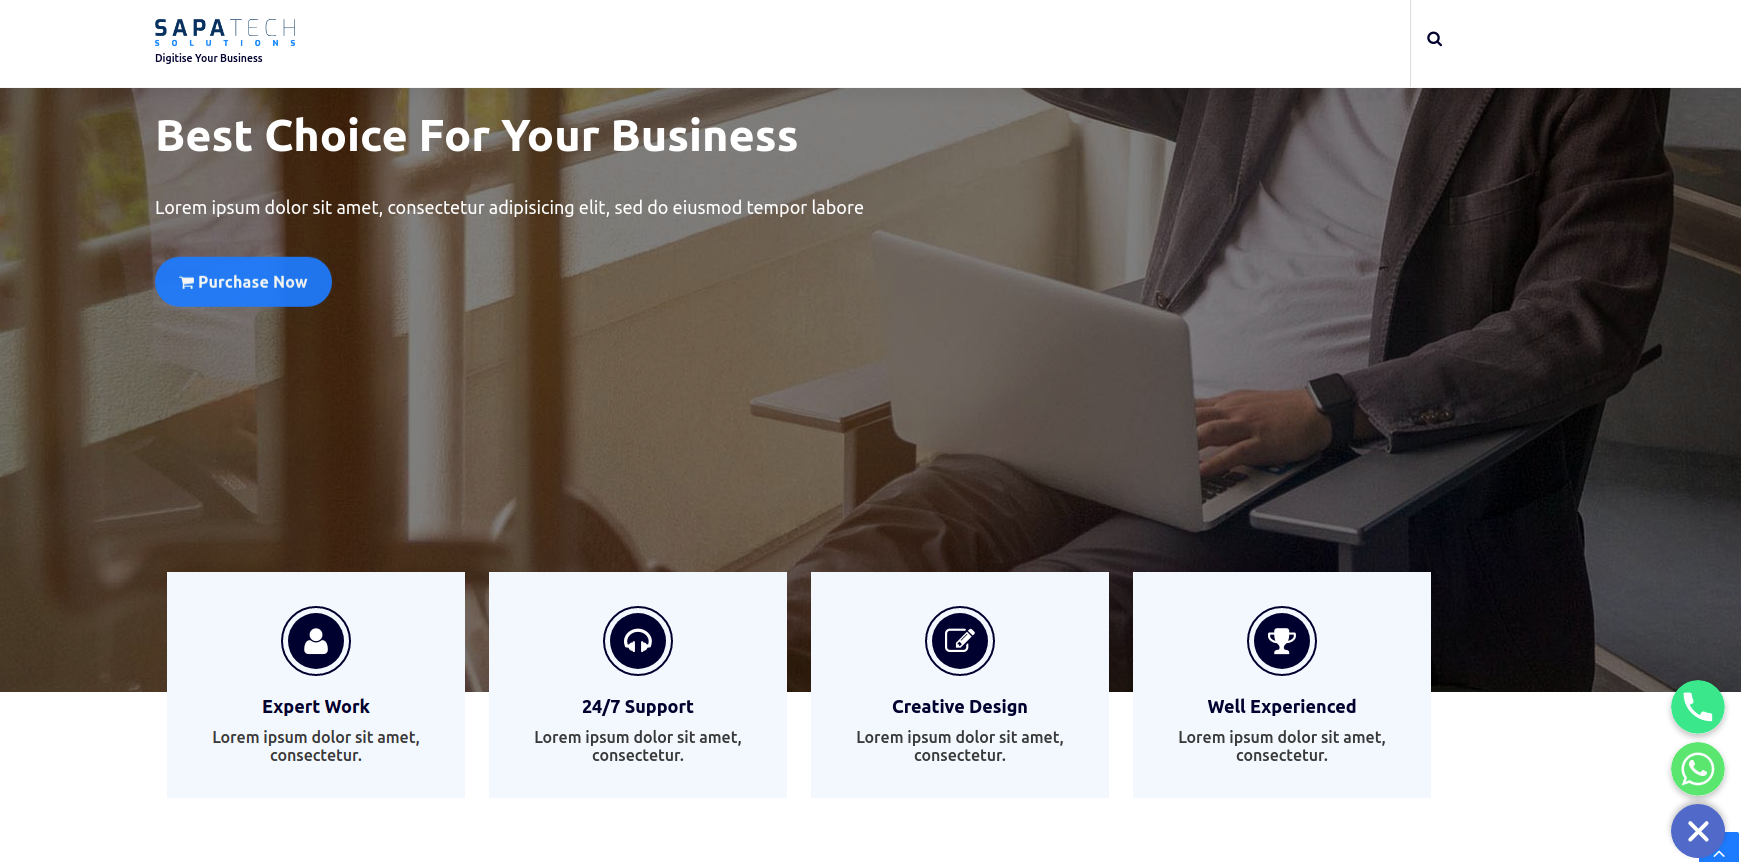 SAPATECH
SOLUTIONS
Digitise Your Business
Best Choice For Your Business
Lorem ipsum dolor sit amet, consectetur adipisicing elit, sed do eiusmod tempor labore
Purchase Now
Expert Work
Lorem ipsum dolor sit amet,
consectetur.
24/7 Support
Lorem ipsum dolor sit amet,
consectetur.
Creative Design
Lorem ipsum dolor sit amet,
consectetur.
Well Experienced
Lorem ipsum dolor sit amet,
consectetur.